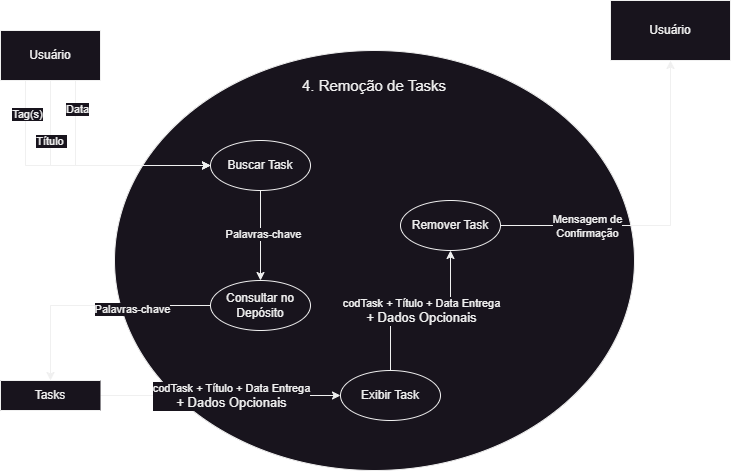 Usuário
Usuário
4. Remoção de Tasks
Tag(s)
Data
Título
Buscar Task
Palavras-chave
Remover Task
Mensagem de
Confirmação
Consultar no
Depósito
Palavras-chave
codTask + Título + Data Entrega
+ Dados Opcionais
Tasks
codTask + Título + Data Entrega
+ Dados Opcionais
Exibir Task